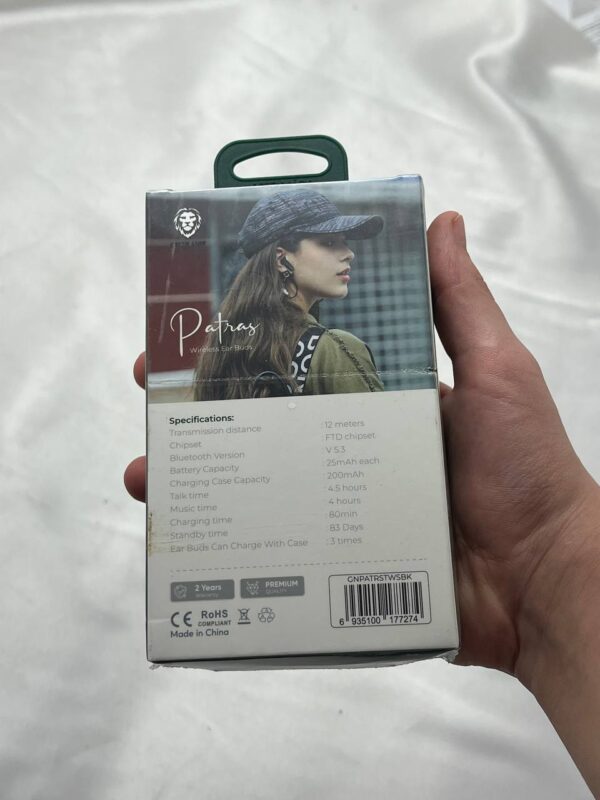 Patras
Wireless Ear Buds
Specifications:
Transmission distance : 12 meters
Chipset : FTD chipset
Bluetooth Version : V 5.3
Battery Capacity : 25mAh each
Charging Case Capacity : 200mAh
Talk time : 4.5 hours
Music time : 4 hours
Charging time : 80min
Standby time : 83 Days
Ear Buds Can Charge With Case : 3 times
2 Years
warranty
PREMIUM
QUALITY
CE RoHS
COMPLIANT
Made in China
GNPATRSTWSBK
6 935100 177274